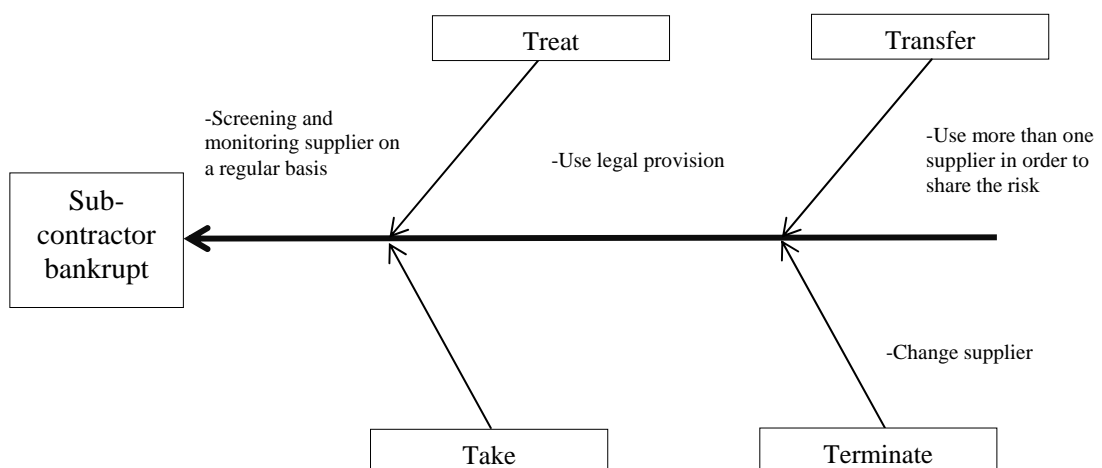 Treat
Transfer
-Screening and
monitoring supplier on
a regular basis
-Use legal provision
-Use more than one
supplier in order to
share the risk
Sub-
contractor
bankrupt
-Change supplier
Take
Terminate